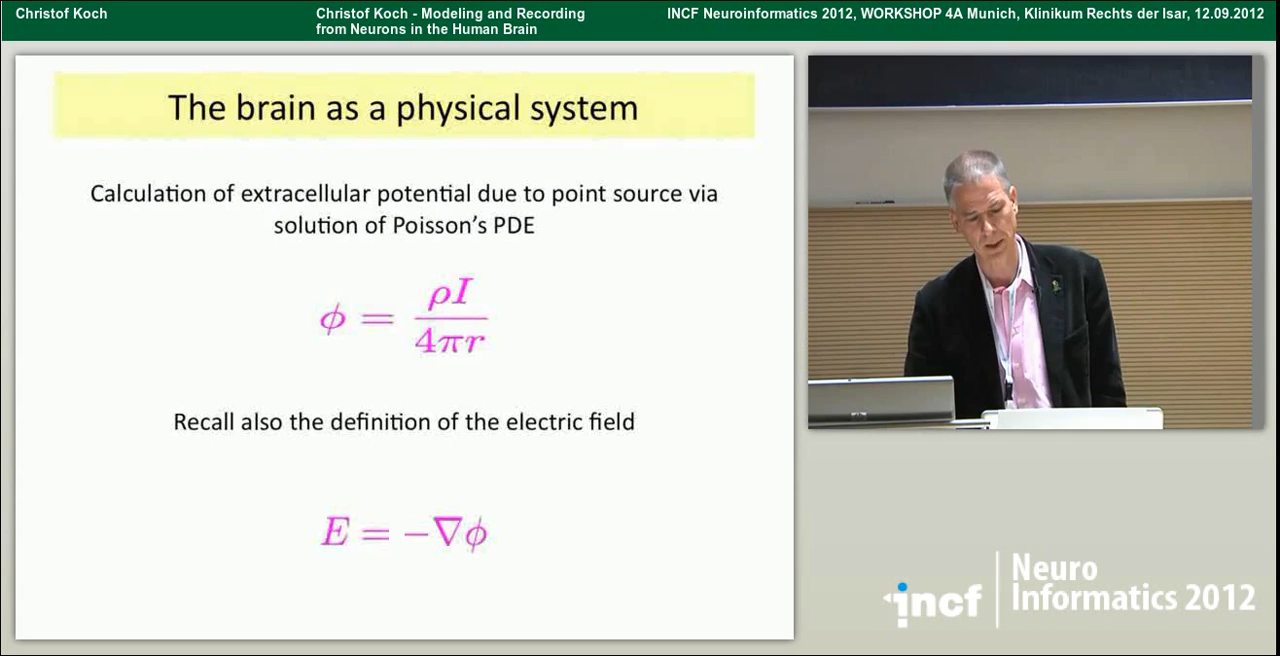 Christof Koch
Christof Koch - Modeling and Recording
from Neurons in the Human Brain
INCF Neuroinformatics 2012, WORKSHOP 4A Munich, Klinikum Rechts der Isar, 12.09.2012
The brain as a physical system
Calculation of extracellular potential due to point source via
solution of Poisson's PDE
ϕ = ρI / 4πr
Recall also the definition of the electric field
E = −∇ϕ
incf
Neuro
Informatics 2012